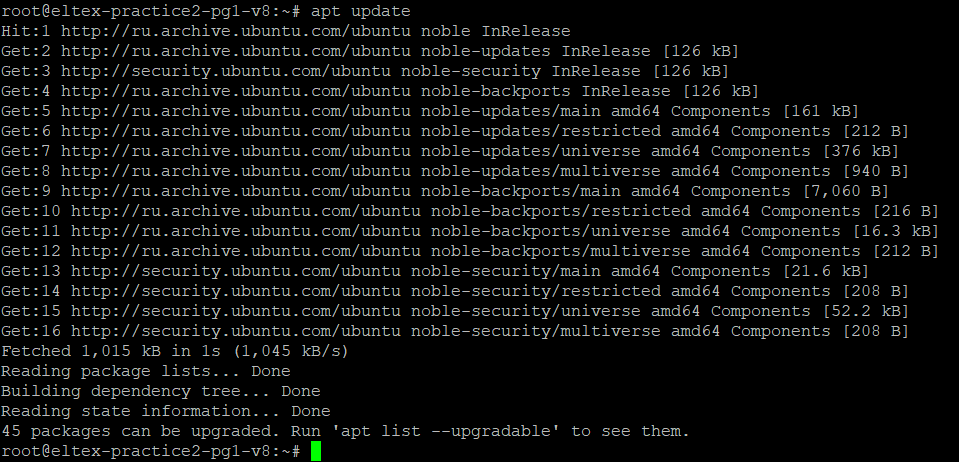 root@eltex-practice2-pg1-v8:~# apt update
Hit:1 http://ru.archive.ubuntu.com/ubuntu noble InRelease
Get:2 http://ru.archive.ubuntu.com/ubuntu noble-updates InRelease [126 kB]
Get:3 http://security.ubuntu.com/ubuntu noble-security InRelease [126 kB]
Get:4 http://ru.archive.ubuntu.com/ubuntu noble-backports InRelease [126 kB]
Get:5 http://ru.archive.ubuntu.com/ubuntu noble-updates/main amd64 Components [161 kB]
Get:6 http://ru.archive.ubuntu.com/ubuntu noble-updates/restricted amd64 Components [212 B]
Get:7 http://ru.archive.ubuntu.com/ubuntu noble-updates/universe amd64 Components [376 kB]
Get:8 http://ru.archive.ubuntu.com/ubuntu noble-updates/multiverse amd64 Components [940 B]
Get:9 http://ru.archive.ubuntu.com/ubuntu noble-backports/main amd64 Components [7,060 B]
Get:10 http://ru.archive.ubuntu.com/ubuntu noble-backports/restricted amd64 Components [216 B]
Get:11 http://ru.archive.ubuntu.com/ubuntu noble-backports/universe amd64 Components [16.3 kB]
Get:12 http://ru.archive.ubuntu.com/ubuntu noble-backports/multiverse amd64 Components [212 B]
Get:13 http://security.ubuntu.com/ubuntu noble-security/main amd64 Components [21.6 kB]
Get:14 http://security.ubuntu.com/ubuntu noble-security/restricted amd64 Components [208 B]
Get:15 http://security.ubuntu.com/ubuntu noble-security/universe amd64 Components [52.2 kB]
Get:16 http://security.ubuntu.com/ubuntu noble-security/multiverse amd64 Components [208 B]
Fetched 1,015 kB in 1s (1,045 kB/s)
Reading package lists... Done
Building dependency tree... Done
Reading state information... Done
45 packages can be upgraded. Run 'apt list --upgradable' to see them.
root@eltex-practice2-pg1-v8:~#